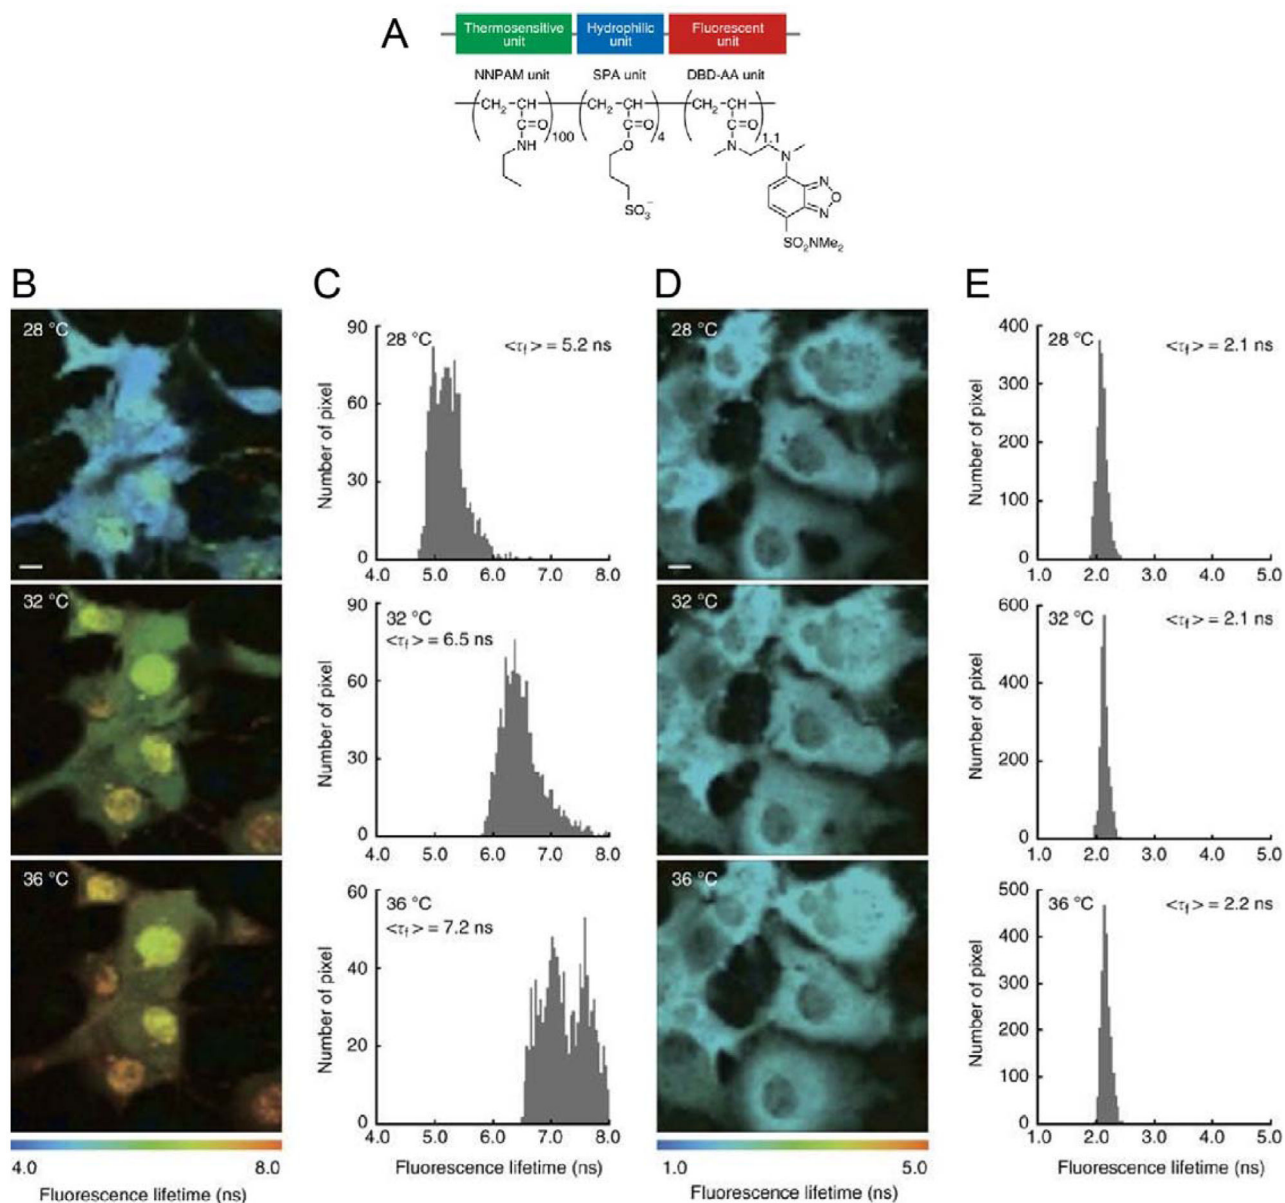 A
Thermosensitive
unit
Hydrophilic
unit
Fluorescent
unit
NNPAM unit
SPA unit
DBD-AA unit
CH₂ CH CH₂ CH CH₂ CH
C=O C=O C=O
100 4 1.1
NH O N N
N
O
N
SO₃⁻
SO₂NMe₂
B
28 °C
32 °C
36 °C
4.0 8.0
Fluorescence lifetime (ns)
C
90
60
30
0
Number of pixel
28 °C
<τf> = 5.2 ns
4.0 5.0 6.0 7.0 8.0
90
60
30
0
Number of pixel
32 °C
<τf> = 6.5 ns
4.0 5.0 6.0 7.0 8.0
60
40
20
0
Number of pixel
36 °C
<τf> = 7.2 ns
4.0 5.0 6.0 7.0 8.0
Fluorescence lifetime (ns)
D
28 °C
32 °C
36 °C
1.0 5.0
Fluorescence lifetime (ns)
E
400
300
200
100
0
Number of pixel
28 °C
<τf> = 2.1 ns
1.0 2.0 3.0 4.0 5.0
600
400
200
0
Number of pixel
32 °C
<τf> = 2.1 ns
1.0 2.0 3.0 4.0 5.0
500
400
300
200
100
0
Number of pixel
36 °C
<τf> = 2.2 ns
1.0 2.0 3.0 4.0 5.0
Fluorescence lifetime (ns)